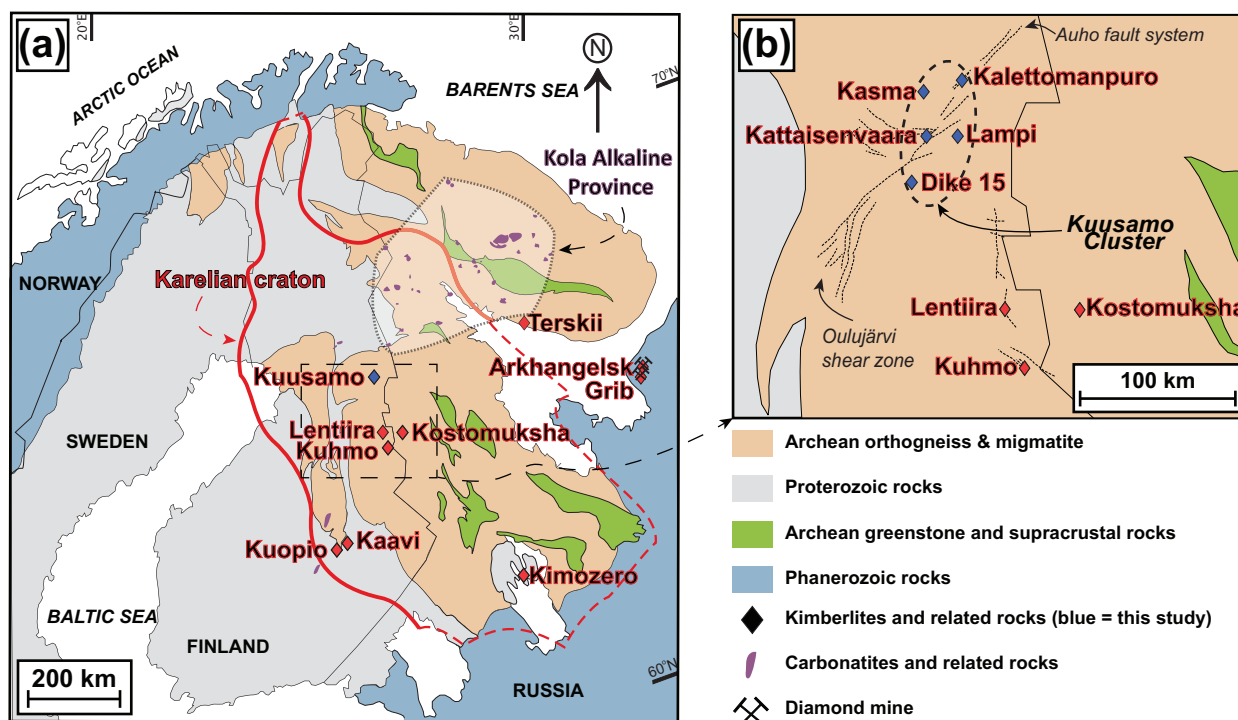 (a)
20°E
30°E
N
70°N
ARCTIC OCEAN
BARENTS SEA
Kola Alkaline
Province
NORWAY
Karelian craton
Terskii
Arkhangelsk
Grib
Kuusamo
SWEDEN
Lentiira
Kostomuksha
Kuhmo
Kuopio
Kaavi
Kimozero
BALTIC SEA
FINLAND
200 km
RUSSIA
60°N
(b)
Auho fault system
Kalettomanpuro
Kasma
Kattaisenvaara
Lampi
Dike 15
Kuusamo
Cluster
Lentiira
Kostomuksha
Oulujärvi
shear zone
Kuhmo
100 km
Archean orthogneiss & migmatite
Proterozoic rocks
Archean greenstone and supracrustal rocks
Phanerozoic rocks
Kimberlites and related rocks (blue = this study)
Carbonatites and related rocks
Diamond mine